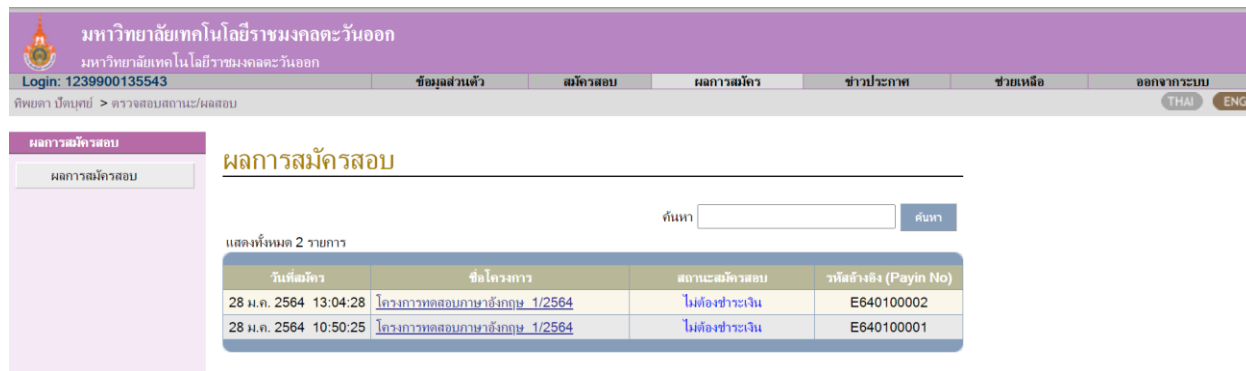 มหาวิทยาลัยเทคโนโลยีราชมงคลตะวันออก
มหาวิทยาลัยเทคโนโลยีราชมงคลตะวันออก
Login: 1239900135543 ข้อมูลส่วนตัว สมัครสอบ ผลการสมัคร ข่าวประกาศ ช่วยเหลือ ออกจากระบบ
ทิพยดา ปัดบุศย์ > ตรวจสอบสถานะ/ผลสอบ THAI ENG
ผลการสมัครสอบ
ผลการสมัครสอบ
ผลการสมัครสอบ
ค้นหา ค้นหา
แสดงทั้งหมด 2 รายการ
วันที่สมัคร ชื่อโครงการ สถานะสมัครสอบ รหัสอ้างอิง (Payin No)
28 ม.ค. 2564 13:04:28 โครงการทดสอบภาษาอังกฤษ 1/2564 ไม่ต้องชำระเงิน E640100002
28 ม.ค. 2564 10:50:25 โครงการทดสอบภาษาอังกฤษ 1/2564 ไม่ต้องชำระเงิน E640100001